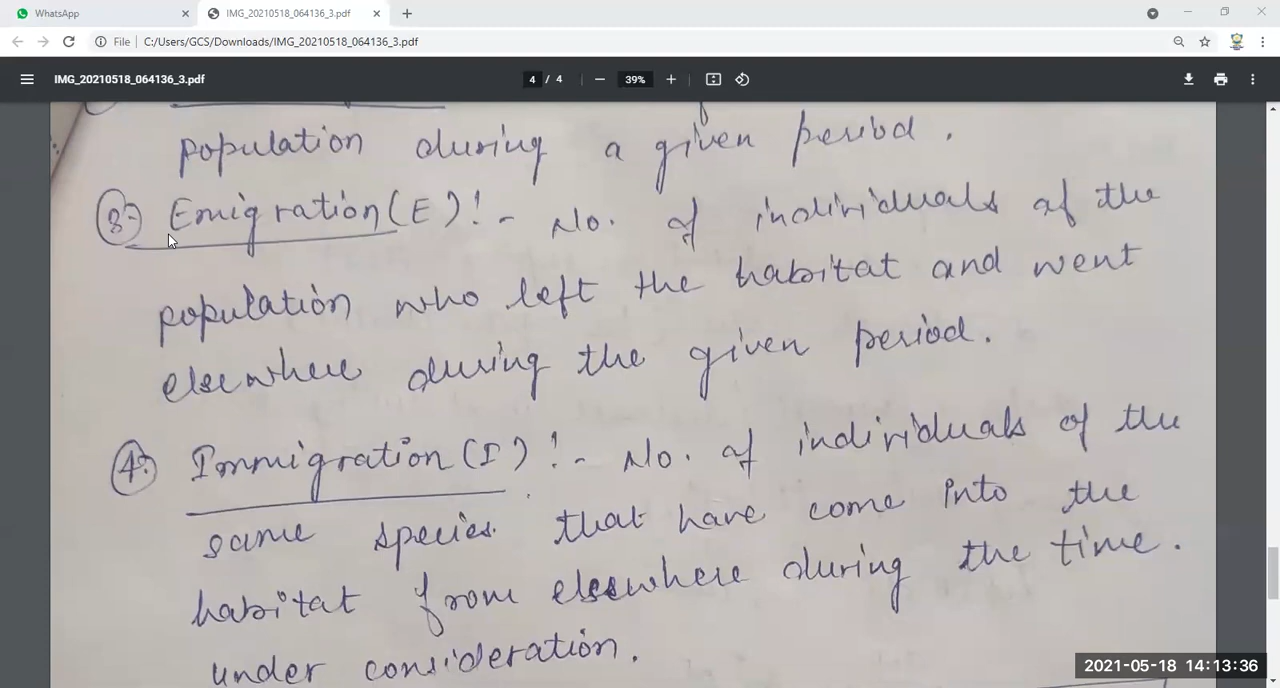 WhatsApp
IMG_20210518_064136_3.pdf
File
C:/Users/GCS/Downloads/IMG_20210518_064136_3.pdf
IMG_20210518_064136_3.pdf
4 / 4
39%
population during a given period.
3:- Emigration (E) :- No. of individuals of the
population who left the habitat and went
elsewhere during the given period.
4:- Immigration (I) :- No. of individuals of the
same species that have come into the
habitat from elsewhere during the time.
under consideration.
2021-05-18 14:13:36